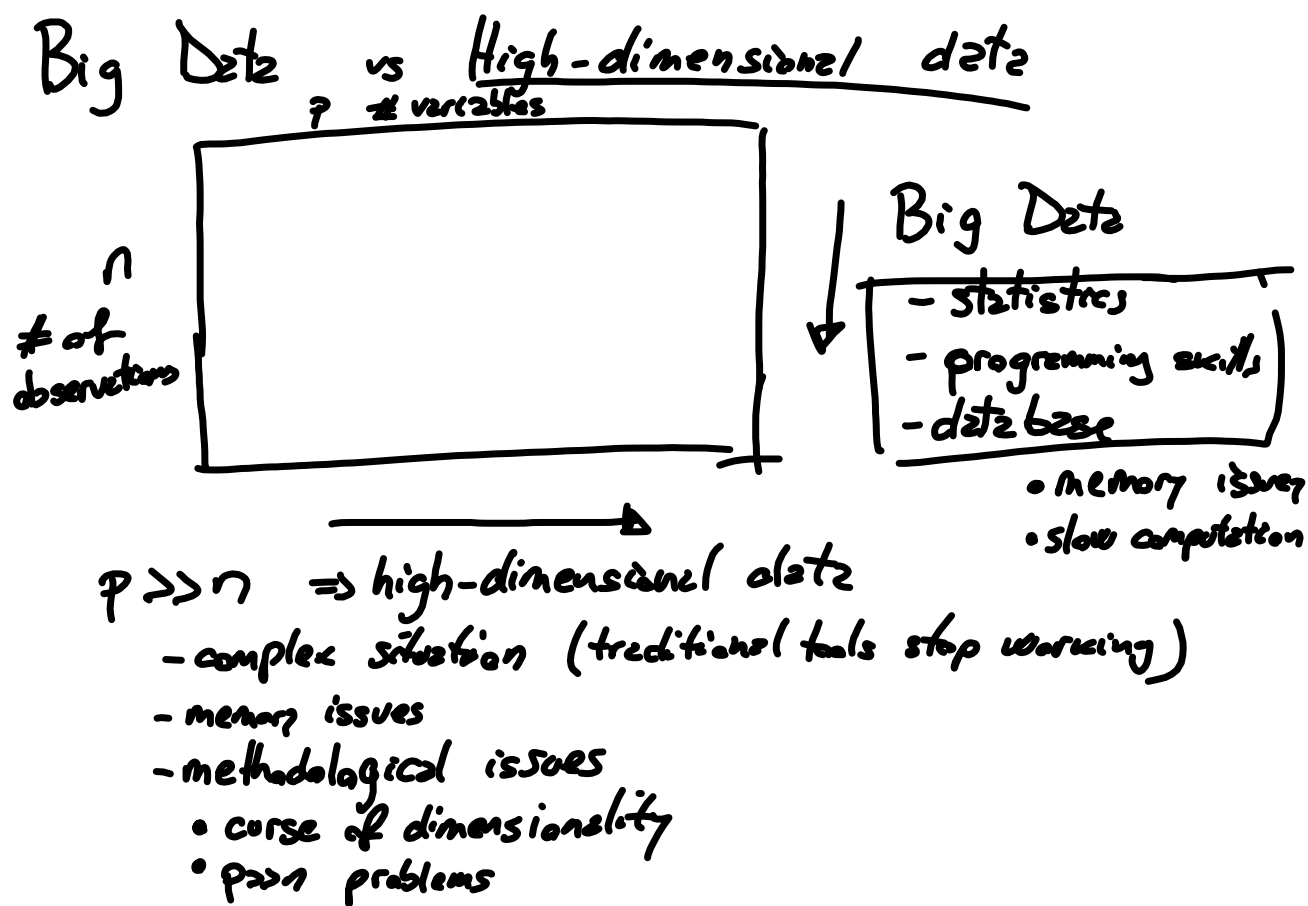 Big Data vs High-dimensional data
p # variables
n
# of
observations
Big Data
- statistics
- programming skills
- database
• memory issues
• slow computation
p >> n => high-dimensional data
- complex situation (traditional tools stop working)
- memory issues
- methodological issues
• curse of dimensionality
• p>>n problems